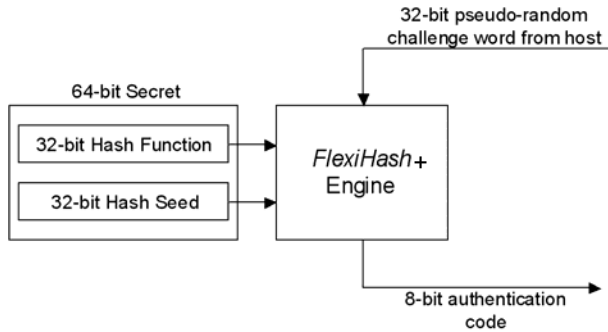 32-bit pseudo-random
challenge word from host
64-bit Secret
32-bit Hash Function
32-bit Hash Seed
FlexiHash+
Engine
8-bit authentication
code